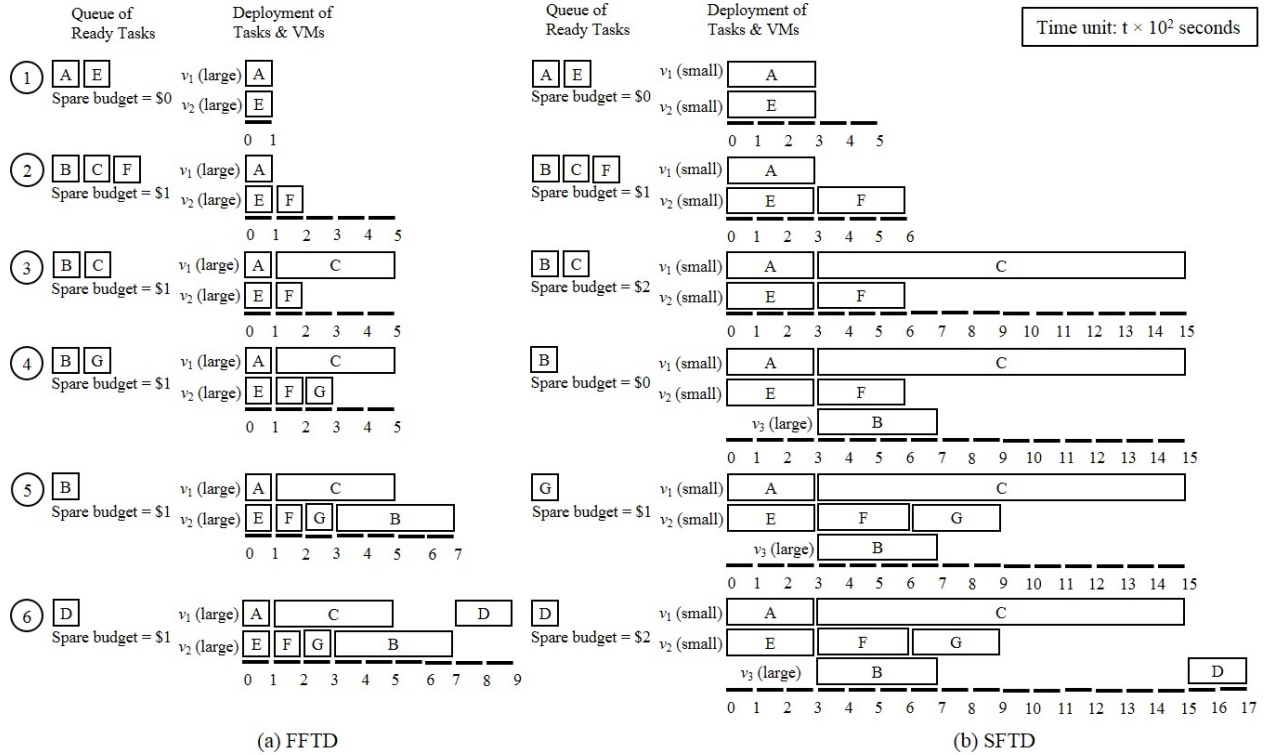 Queue of
Ready Tasks
Deployment of
Tasks & VMs
Queue of
Ready Tasks
Deployment of
Tasks & VMs
Time unit: t × 10² seconds
1
A E
Spare budget = $0
v₁ (large) A
v₂ (large) E
0 1
A E
Spare budget = $0
v₁ (small) A
v₂ (small) E
0 1 2 3 4 5
2
B C F
Spare budget = $1
v₁ (large) A
v₂ (large) E F
0 1 2 3 4 5
B C F
Spare budget = $1
v₁ (small) A
v₂ (small) E F
0 1 2 3 4 5 6
3
B C
Spare budget = $1
v₁ (large) A C
v₂ (large) E F
0 1 2 3 4 5
B C
Spare budget = $2
v₁ (small) A C
v₂ (small) E F
0 1 2 3 4 5 6 7 8 9 10 11 12 13 14 15
4
B G
Spare budget = $1
v₁ (large) A C
v₂ (large) E F G
0 1 2 3 4 5
B
Spare budget = $0
v₁ (small) A C
v₂ (small) E F
v₃ (large) B
0 1 2 3 4 5 6 7 8 9 10 11 12 13 14 15
5
B
Spare budget = $1
v₁ (large) A C
v₂ (large) E F G B
0 1 2 3 4 5 6 7
G
Spare budget = $1
v₁ (small) A C
v₂ (small) E F G
v₃ (large) B
0 1 2 3 4 5 6 7 8 9 10 11 12 13 14 15
6
D
Spare budget = $1
v₁ (large) A C D
v₂ (large) E F G B
0 1 2 3 4 5 6 7 8 9
D
Spare budget = $2
v₁ (small) A C
v₂ (small) E F G
v₃ (large) B D
0 1 2 3 4 5 6 7 8 9 10 11 12 13 14 15 16 17
(a) FFTD
(b) SFTD